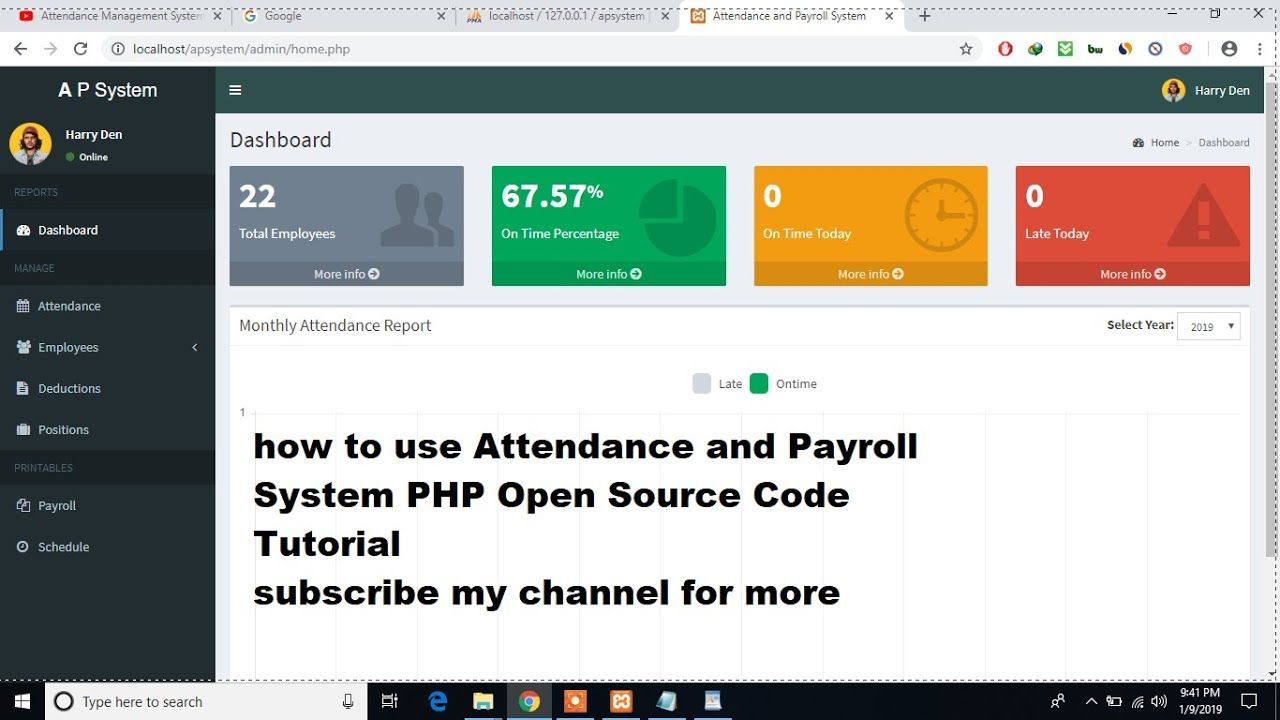 Attendance Management System
Google
localhost / 127.0.0.1 / apsystem
Attendance and Payroll System
localhost/apsystem/admin/home.php
A P System
Harry Den
Harry Den
Online
REPORTS
Dashboard
MANAGE
Attendance
Employees
Deductions
Positions
PRINTABLES
Payroll
Schedule
Dashboard
Home > Dashboard
22
Total Employees
More info
67.57%
On Time Percentage
More info
0
On Time Today
More info
0
Late Today
More info
Monthly Attendance Report
Select Year: 2019
Late Ontime
1
how to use Attendance and Payroll
System PHP Open Source Code
Tutorial
subscribe my channel for more
Type here to search
9:41 PM
1/9/2019